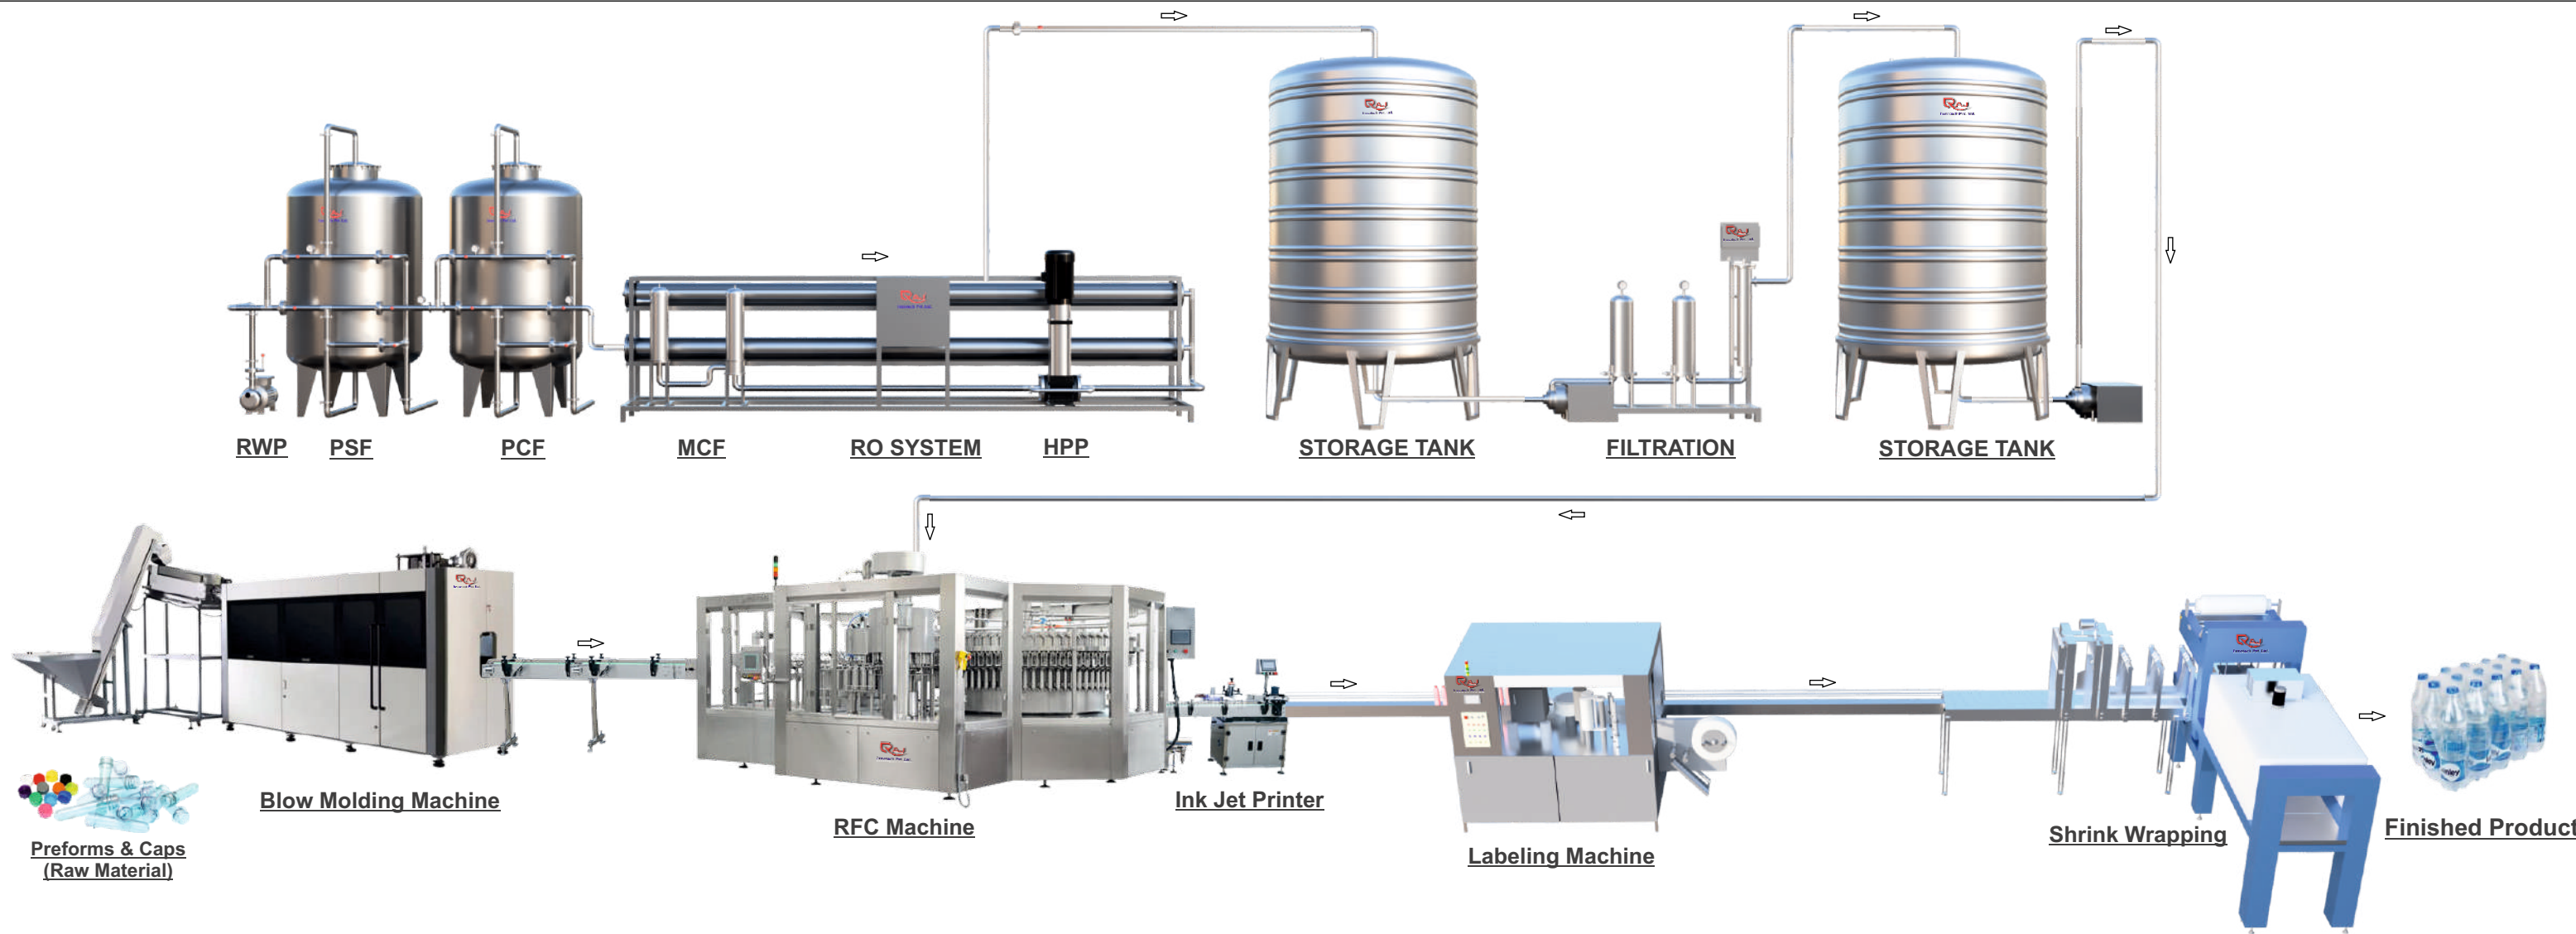 RWP
PSF
PCF
MCF
RO SYSTEM
HPP
STORAGE TANK
FILTRATION
STORAGE TANK
Preforms & Caps
(Raw Material)
Blow Molding Machine
RFC Machine
Ink Jet Printer
Labeling Machine
Shrink Wrapping
Finished Product